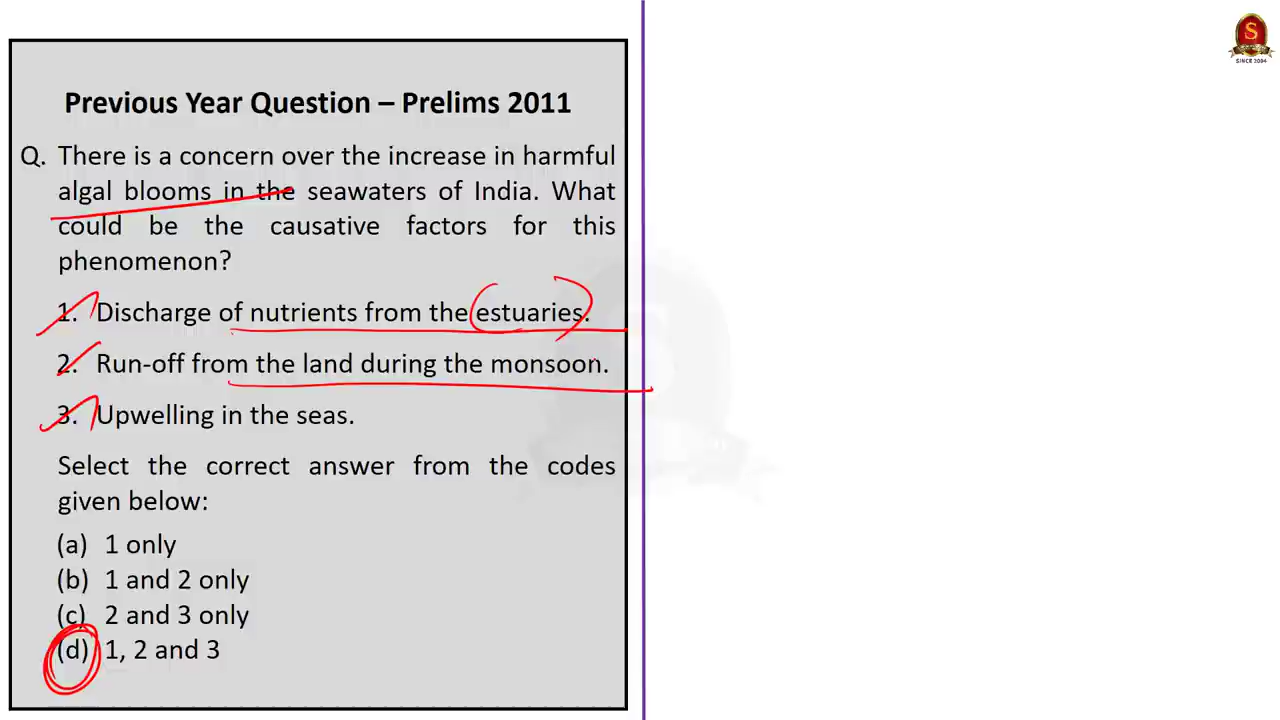 Previous Year Question – Prelims 2011
Q. There is a concern over the increase in harmful
algal blooms in the seawaters of India. What
could be the causative factors for this
phenomenon?
1. Discharge of nutrients from the estuaries.
2. Run-off from the land during the monsoon.
3. Upwelling in the seas.
Select the correct answer from the codes
given below:
(a) 1 only
(b) 1 and 2 only
(c) 2 and 3 only
(d) 1, 2 and 3
S
SINCE 2004